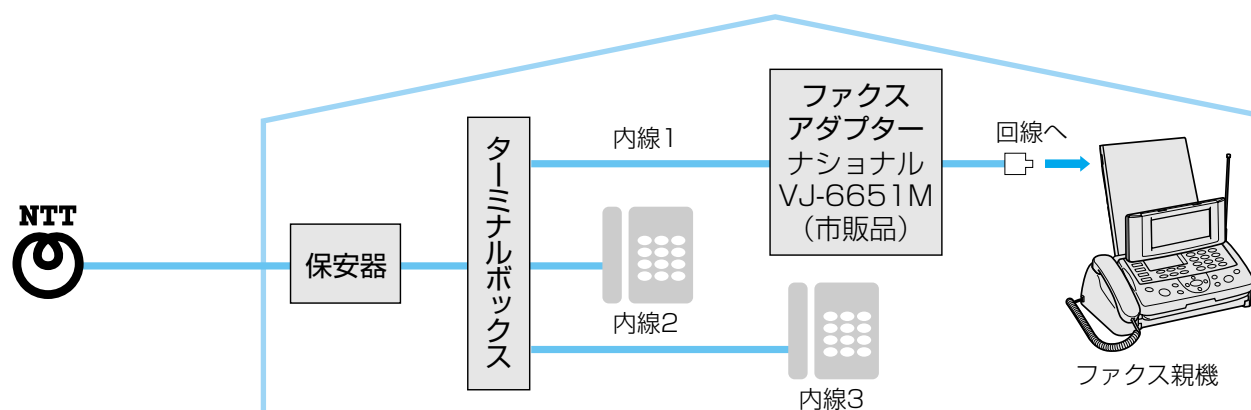 NTT
保安器
ターミナルボックス
内線1
内線2
内線3
ファクス
アダプター
ナショナル
VJ-6651M
（市販品）
回線へ
ファクス親機